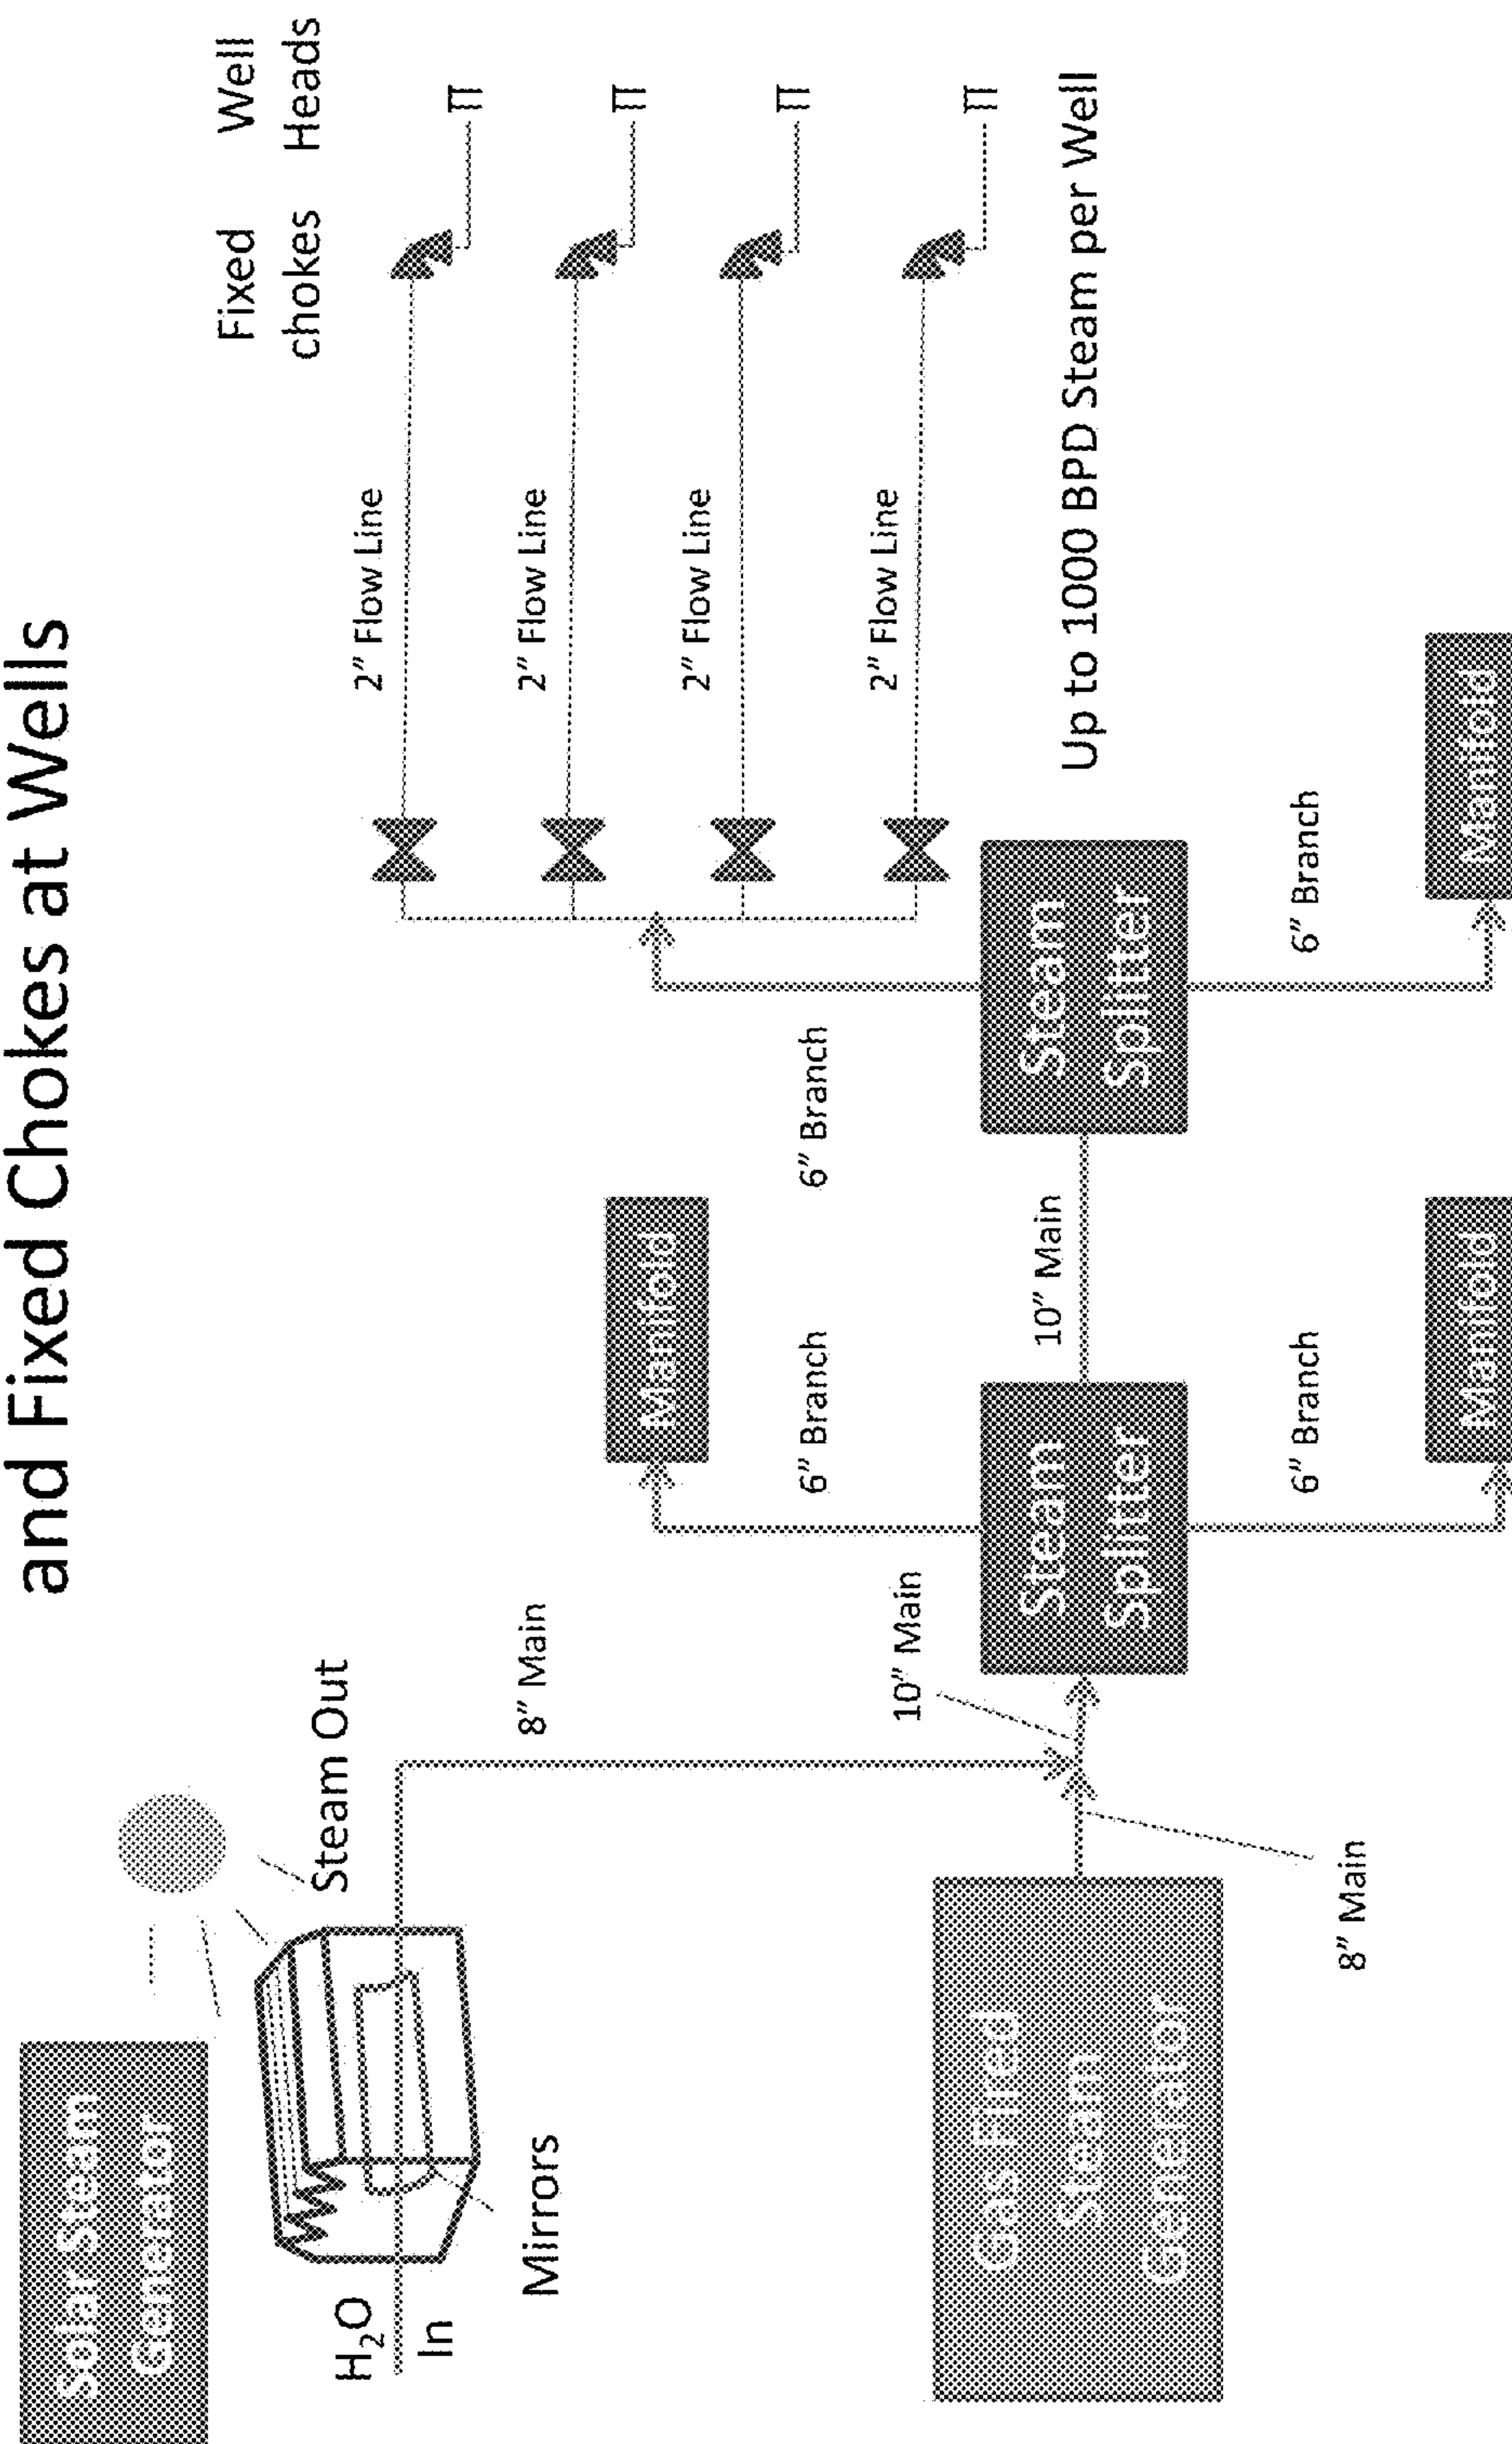 and Fixed Chokes at Wells
Solar Steam
Generator
H₂O
In
Mirrors
Steam Out
8" Main
Gas Fired
Steam
Generator
8" Main
10" Main
Steam
Splitter
6" Branch
Manifold
6" Branch
Manifold
10" Main
Steam
Splitter
6" Branch
6" Branch
Manifold
2" Flow Line
2" Flow Line
2" Flow Line
2" Flow Line
Fixed
chokes
Well
Heads
Up to 1000 BPD Steam per Well